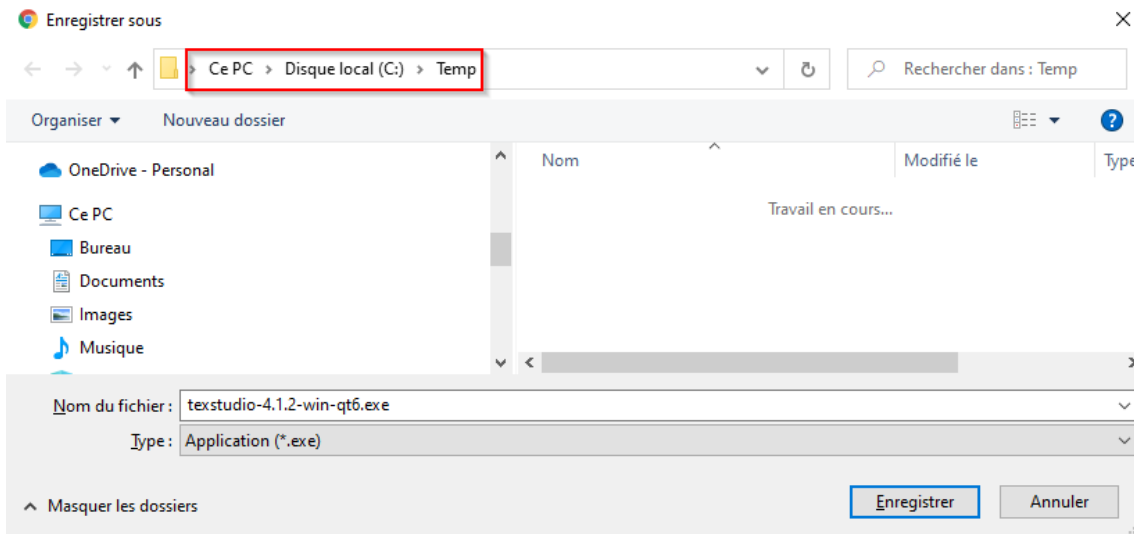 Enregistrer sous
Ce PC > Disque local (C:) > Temp
Rechercher dans : Temp
Organiser
Nouveau dossier
OneDrive - Personal
Ce PC
Bureau
Documents
Images
Musique
Nom
Modifié le
Type
Travail en cours...
Nom du fichier : texstudio-4.1.2-win-qt6.exe
Type : Application (*.exe)
Masquer les dossiers
Enregistrer
Annuler